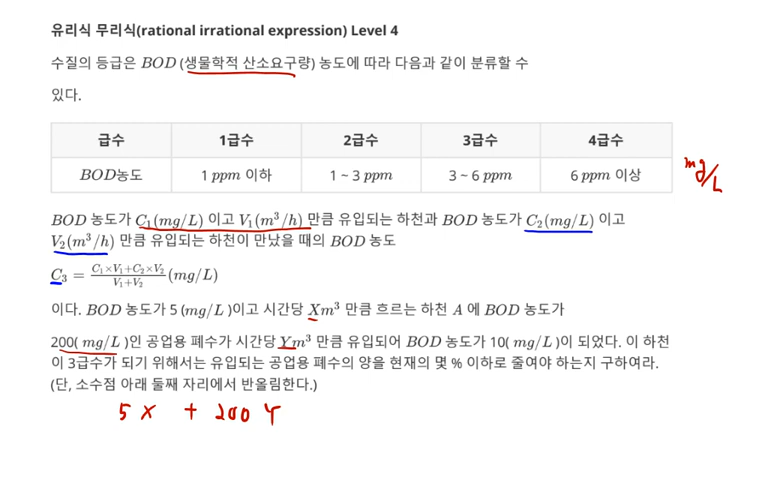 유리식 무리식(rational irrational expression) Level 4
수질의 등급은 BOD (생물학적 산소요구량) 농도에 따라 다음과 같이 분류할 수
있다.
급수 1급수 2급수 3급수 4급수
BOD농도 1 ppm 이하 1 ~ 3 ppm 3 ~ 6 ppm 6 ppm 이상
mg/L
BOD 농도가 C₁(mg/L) 이고 V₁(m³/h) 만큼 유입되는 하천과 BOD 농도가 C₂(mg/L) 이고
V₂(m³/h) 만큼 유입되는 하천이 만났을 때의 BOD 농도
C₃ = (C₁×V₁+C₂×V₂)/(V₁+V₂) (mg/L)
이다. BOD 농도가 5 (mg/L )이고 시간당 Xm³ 만큼 흐르는 하천 A 에 BOD 농도가
200( mg/L )인 공업용 폐수가 시간당 Ym³ 만큼 유입되어 BOD 농도가 10( mg/L )이 되었다. 이 하천
이 3급수가 되기 위해서는 유입되는 공업용 폐수의 양을 현재의 몇 % 이하로 줄여야 하는지 구하여라.
(단, 소수점 아래 둘째 자리에서 반올림한다.)
5x + 200Y